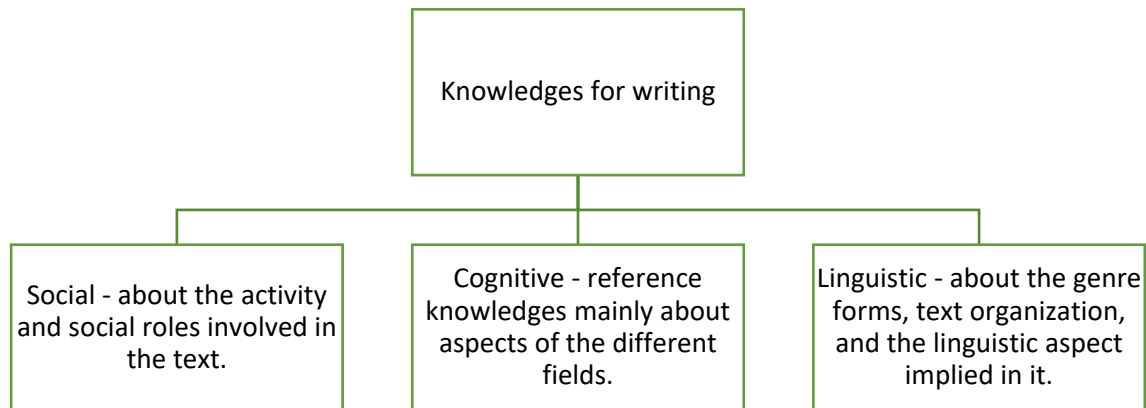 Knowledges for writing
Social - about the activity
and social roles involved in
the text.
Cognitive - reference
knowledges mainly about
aspects of the different
fields.
Linguistic - about the genre
forms, text organization,
and the linguistic aspect
implied in it.